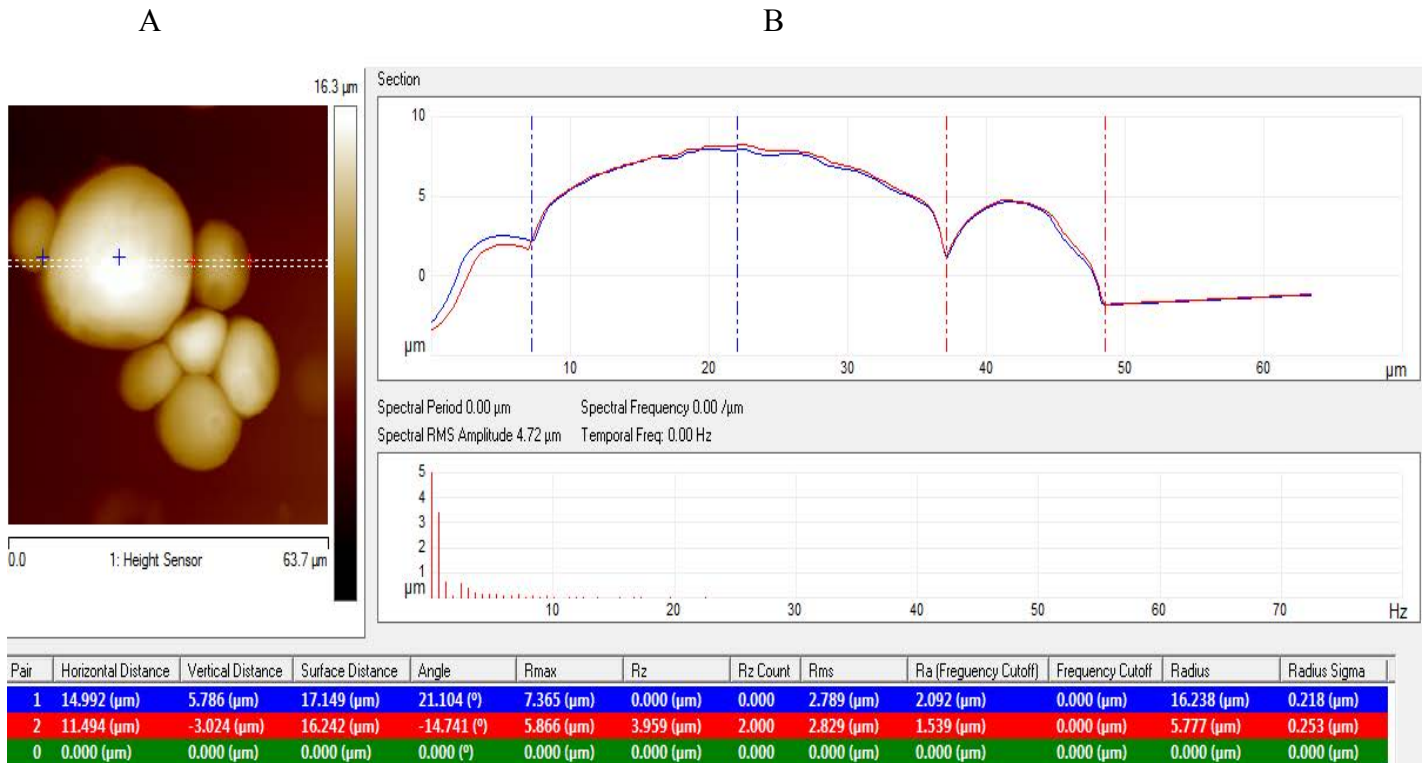 A B
16.3 µm
Section
10
5
0
µm
10 20 30 40 50 60 µm
Spectral Period 0.00 µm Spectral Frequency 0.00 /µm
Spectral RMS Amplitude 4.72 µm Temporal Freq: 0.00 Hz
5
4
3
2
1
µm
10 20 30 40 50 60 70 Hz
0.0 1: Height Sensor 63.7 µm
Pair Horizontal Distance Vertical Distance Surface Distance Angle Rmax Rz Rz Count Rms Ra (Freguency Cutoff) Frequency Cutoff Radius Radius Sigma
1 14.992 (µm) 5.786 (µm) 17.149 (µm) 21.104 (º) 7.365 (µm) 0.000 (µm) 0.000 2.789 (µm) 2.092 (µm) 0.000 (µm) 16.238 (µm) 0.218 (µm)
2 11.494 (µm) -3.024 (µm) 16.242 (µm) -14.741 (º) 5.866 (µm) 3.959 (µm) 2.000 2.829 (µm) 1.539 (µm) 0.000 (µm) 5.777 (µm) 0.253 (µm)
0 0.000 (µm) 0.000 (µm) 0.000 (µm) 0.000 (º) 0.000 (µm) 0.000 (µm) 0.000 0.000 (µm) 0.000 (µm) 0.000 (µm) 0.000 (µm) 0.000 (µm)